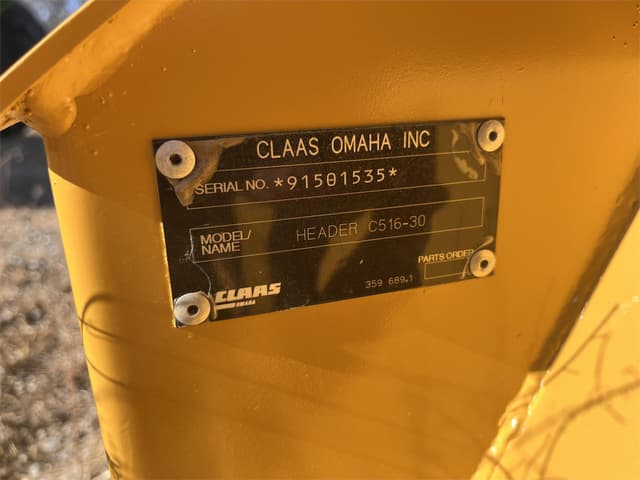 CLAAS OMAHA INC
SERIAL NO. *91501535*
MODEL/
NAME
HEADER C516-30
PARTS ORDER
359 689.1
CLAAS
OMAHA